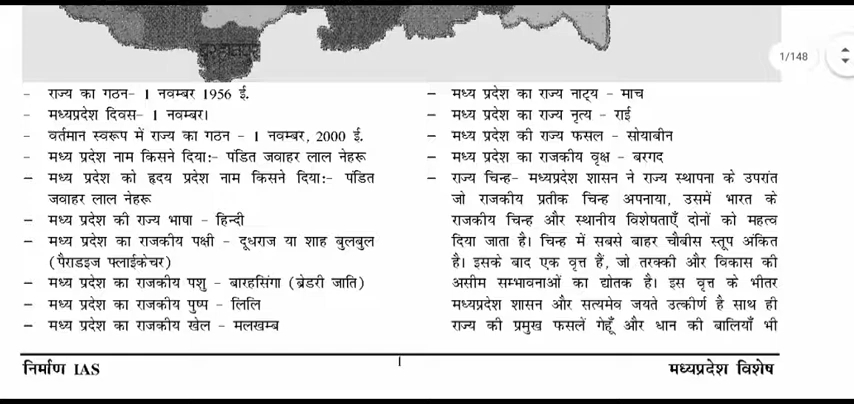 बुरहानपुर
1/148
- राज्य का गठन- 1 नवम्बर 1956 ई.
- मध्यप्रदेश दिवस- 1 नवम्बर।
- वर्तमान स्वरूप में राज्य का गठन - 1 नवम्बर, 2000 ई.
- मध्य प्रदेश नाम किसने दिया:- पंडित जवाहर लाल नेहरू
- मध्य प्रदेश को हृदय प्रदेश नाम किसने दिया:- पंडित
जवाहर लाल नेहरू
- मध्य प्रदेश की राज्य भाषा - हिन्दी
- मध्य प्रदेश का राजकीय पक्षी - दूधराज या शाह बुलबुल
(पैराडइज फ्लाईकेचर)
- मध्य प्रदेश का राजकीय पशु - बारहसिंगा (ब्रेडरी जाति)
- मध्य प्रदेश का राजकीय पुष्प - लिलि
- मध्य प्रदेश का राजकीय खेल - मलखम्ब
- मध्य प्रदेश का राज्य नाट्य - माच
- मध्य प्रदेश का राज्य नृत्य - राई
- मध्य प्रदेश की राज्य फसल - सोयाबीन
- मध्य प्रदेश का राजकीय वृक्ष - बरगद
- राज्य चिन्ह- मध्यप्रदेश शासन ने राज्य स्थापना के उपरांत
जो राजकीय प्रतीक चिन्ह अपनाया, उसमें भारत के
राजकीय चिन्ह और स्थानीय विशेषताएँ दोनों को महत्व
दिया जाता है। चिन्ह में सबसे बाहर चौबीस स्तूप अंकित
है। इसके बाद एक वृत्त हैं, जो तरक्की और विकास की
असीम सम्भावनाओं का द्योतक है। इस वृत्त के भीतर
मध्यप्रदेश शासन और सत्यमेव जयते उत्कीर्ण है साथ ही
राज्य की प्रमुख फसलें गेहूँ और धान की बालियाँ भी
निर्माण IAS
1
मध्यप्रदेश विशेष